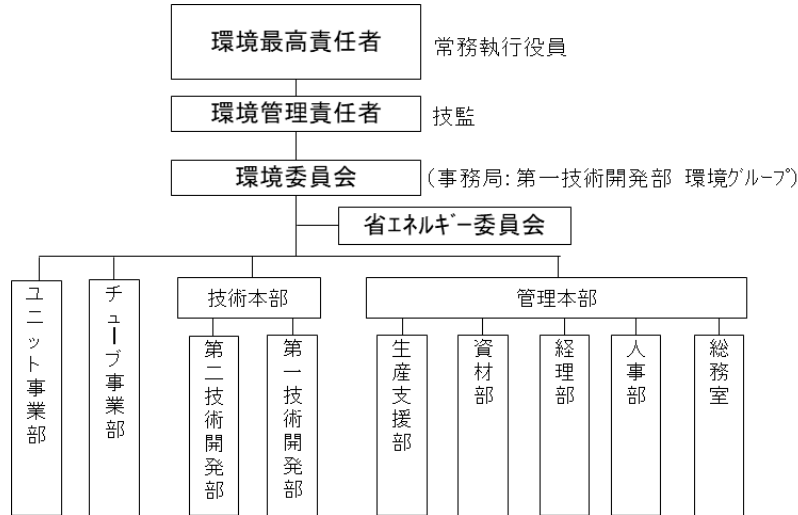 環境最高責任者
常務執行役員
環境管理責任者
技監
環境委員会
(事務局:第一技術開発部 環境グループ)
省エネルギー委員会
ユニット事業部
チューブ事業部
技術本部
管理本部
第二技術開発部
第一技術開発部
生産支援部
資材部
経理部
人事部
総務室